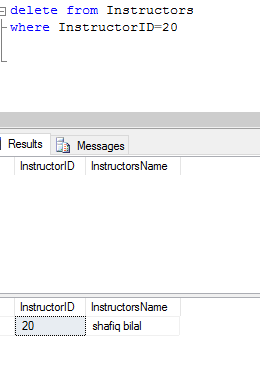 delete from Instructors
where InstructorID=20
Results Messages
InstructorID InstructorsName
InstructorID InstructorsName
20 shafiq bilal